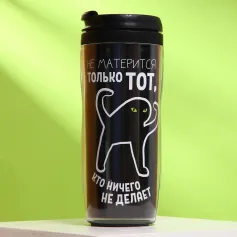 НЕ МАТЕРИТСЯ
ТОЛЬКО ТОТ,
КТО НИЧЕГО
НЕ ДЕЛАЕТ